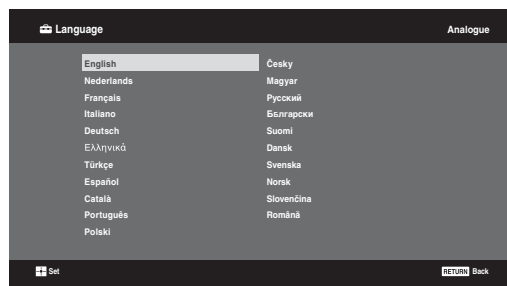 Language
Analogue
English
Nederlands
Français
Italiano
Deutsch
Ελληνικά
Türkçe
Español
Català
Português
Polski
Česky
Magyar
Русский
Бългaрски
Suomi
Dansk
Svenska
Norsk
Slovenčina
Română
Set
RETURN Back